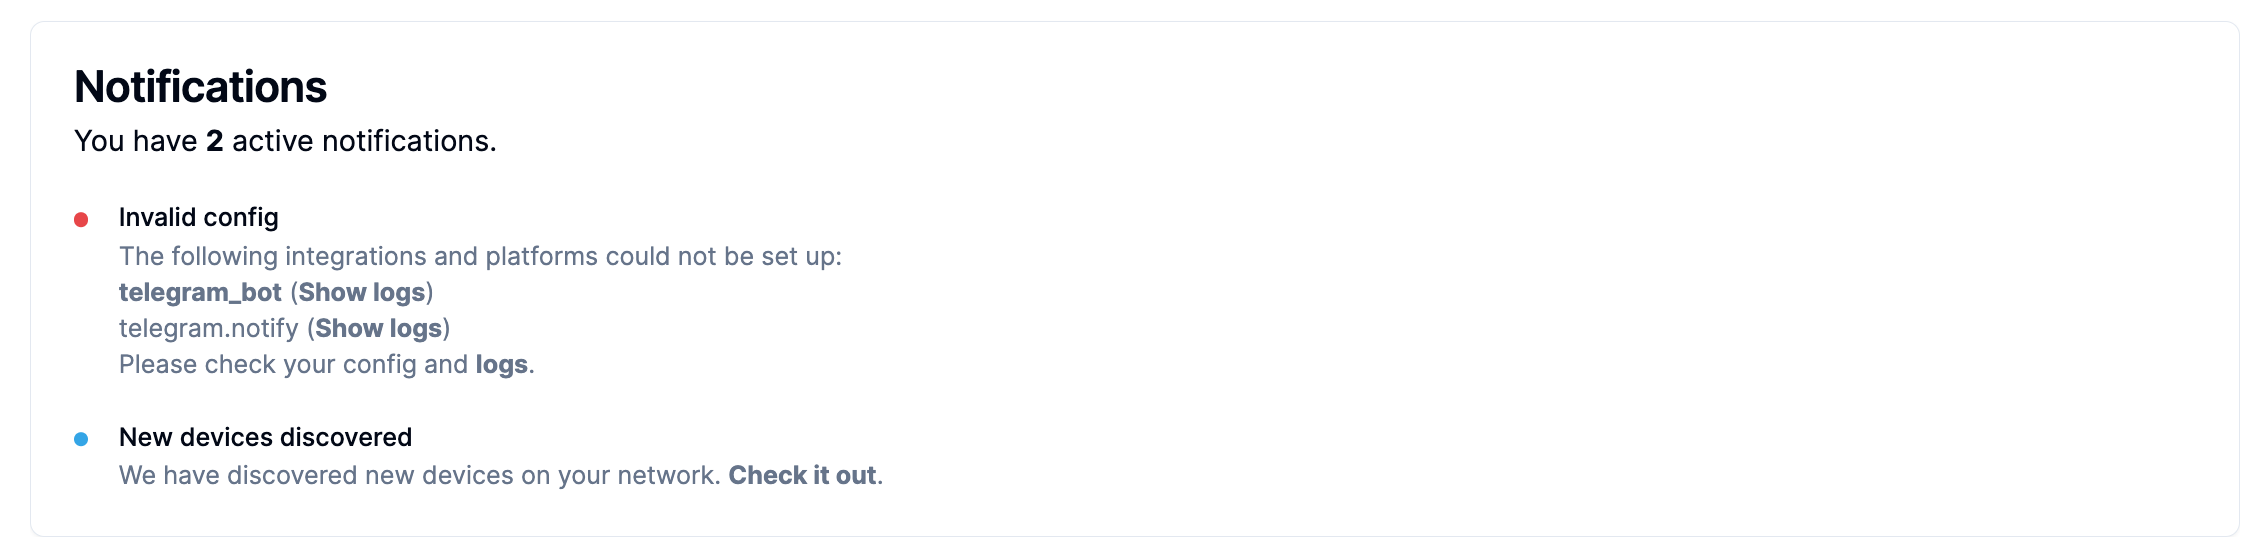 Notifications
You have 2 active notifications.
Invalid config
The following integrations and platforms could not be set up:
telegram_bot (Show logs)
telegram.notify (Show logs)
Please check your config and logs.
New devices discovered
We have discovered new devices on your network. Check it out.